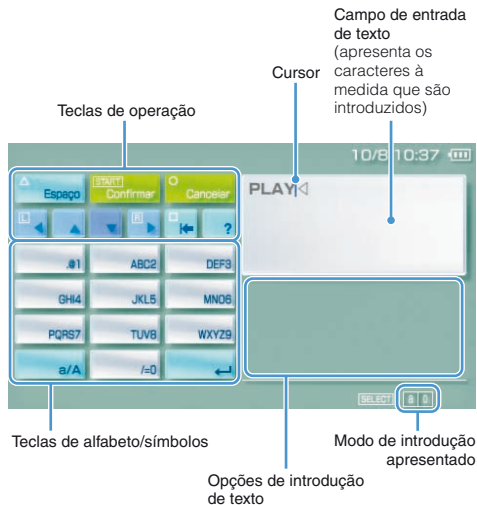 Campo de entrada
de texto
(apresenta os
caracteres à
medida que são
introduzidos)
Cursor
Teclas de operação
10/8 10:37
Espaço
START
Confirmar
Cancelar
PLAY
L
R
?
.@1
ABC2
DEF3
GHI4
JKL5
MNO6
PQRS7
TUV8
WXYZ9
a/A
/=0
SELECT
Teclas de alfabeto/símbolos
Modo de introdução
apresentado
Opções de introdução
de texto